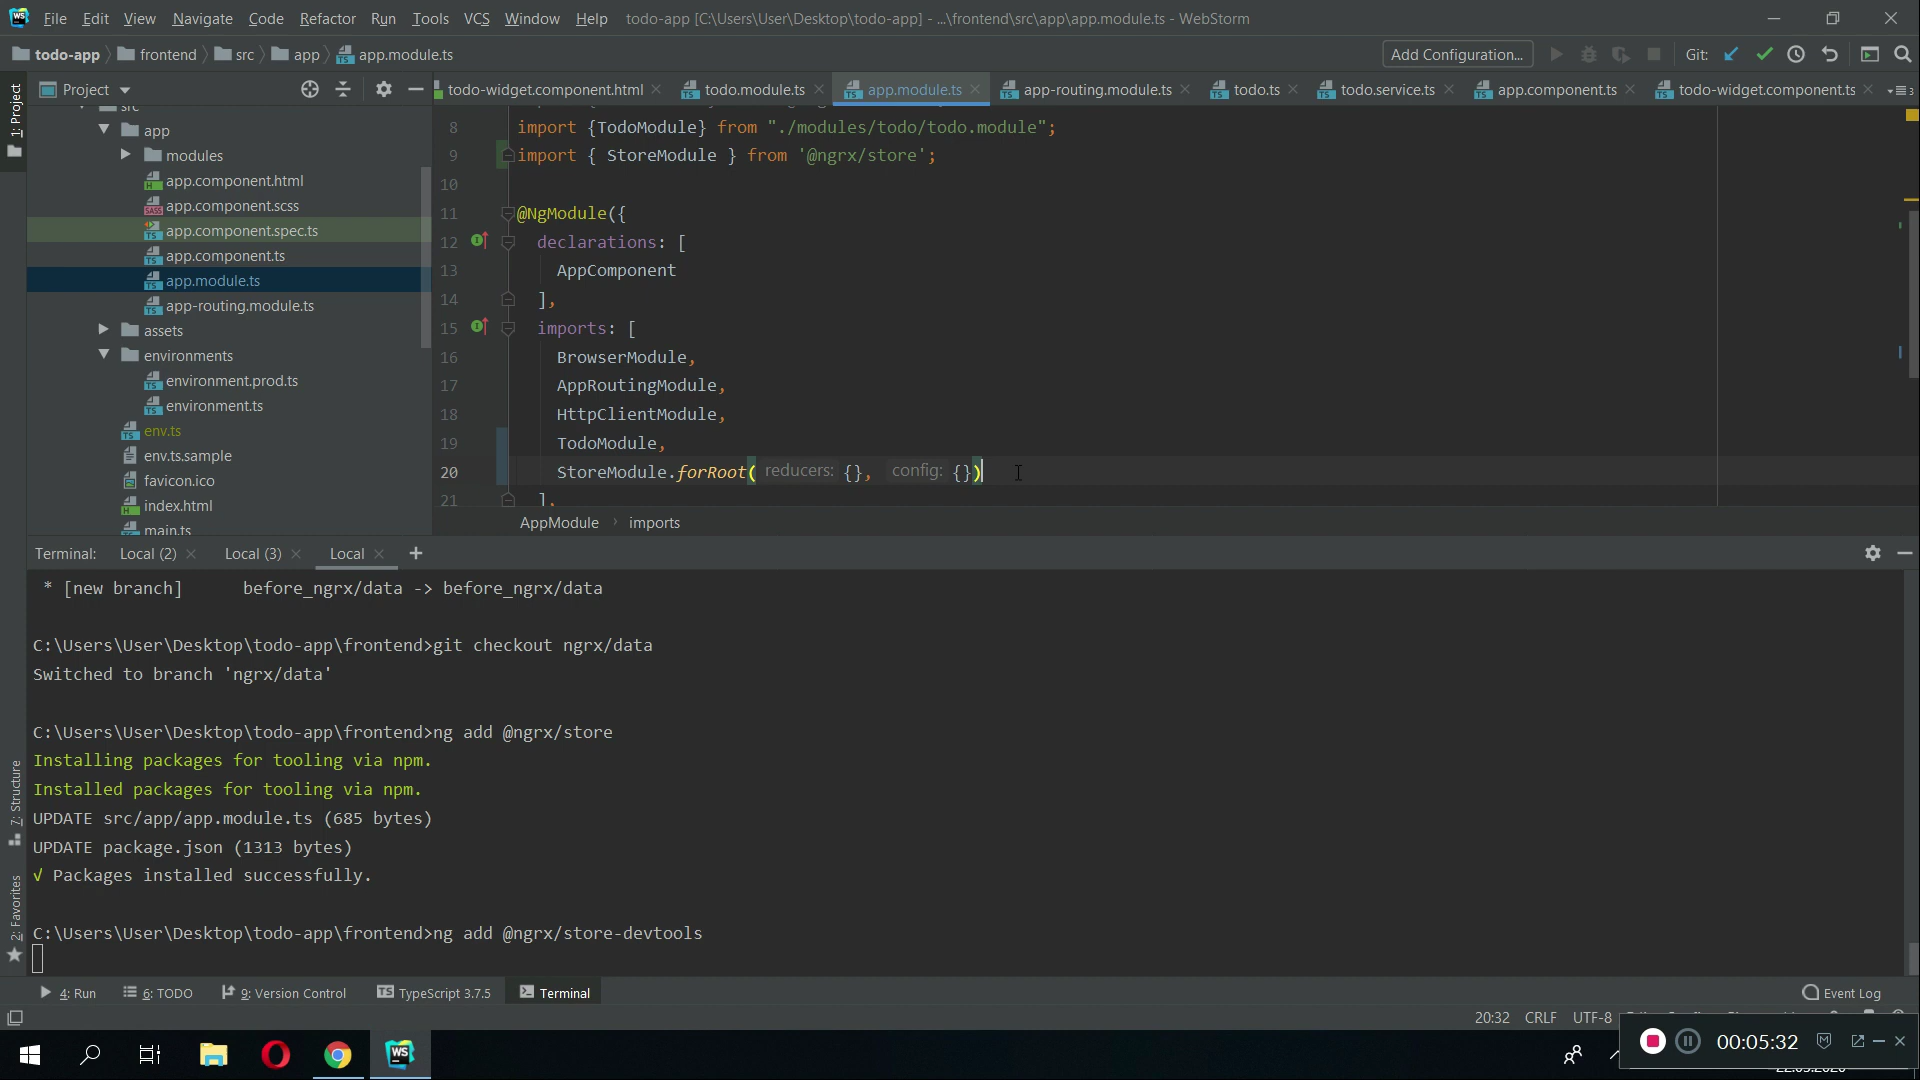 WS File Edit View Navigate Code Refactor Run Tools VCS Window Help todo-app [C:\Users\User\Desktop\todo-app] - ...\frontend\src\app\app.module.ts - WebStorm
todo-app frontend src app app.module.ts
Add Configuration...
Git:
Project
todo-widget.component.html
todo.module.ts
app.module.ts
app-routing.module.ts
todo.ts
todo.service.ts
app.component.ts
todo-widget.component.ts
1: Project
src
app
modules
app.component.html
app.component.scss
app.component.spec.ts
app.component.ts
app.module.ts
app-routing.module.ts
assets
environments
environment.prod.ts
environment.ts
env.ts
env.ts.sample
favicon.ico
index.html
main.ts
8 import {TodoModule} from "./modules/todo/todo.module";
9 import { StoreModule } from '@ngrx/store';
10
11 @NgModule({
12 declarations: [
13 AppComponent
14 ],
15 imports: [
16 BrowserModule,
17 AppRoutingModule,
18 HttpClientModule,
19 TodoModule,
20 StoreModule.forRoot( reducers: {}, config: {})
21 ],
AppModule › imports
Terminal: Local (2) Local (3) Local
* [new branch] before_ngrx/data -> before_ngrx/data
C:\Users\User\Desktop\todo-app\frontend>git checkout ngrx/data
Switched to branch 'ngrx/data'
C:\Users\User\Desktop\todo-app\frontend>ng add @ngrx/store
Installing packages for tooling via npm.
Installed packages for tooling via npm.
UPDATE src/app/app.module.ts (685 bytes)
UPDATE package.json (1313 bytes)
√ Packages installed successfully.
C:\Users\User\Desktop\todo-app\frontend>ng add @ngrx/store-devtools
7: Structure
2: Favorites
4: Run
6: TODO
9: Version Control
TypeScript 3.7.5
Terminal
Event Log
20:32 CRLF UTF-8
WS
00:05:32